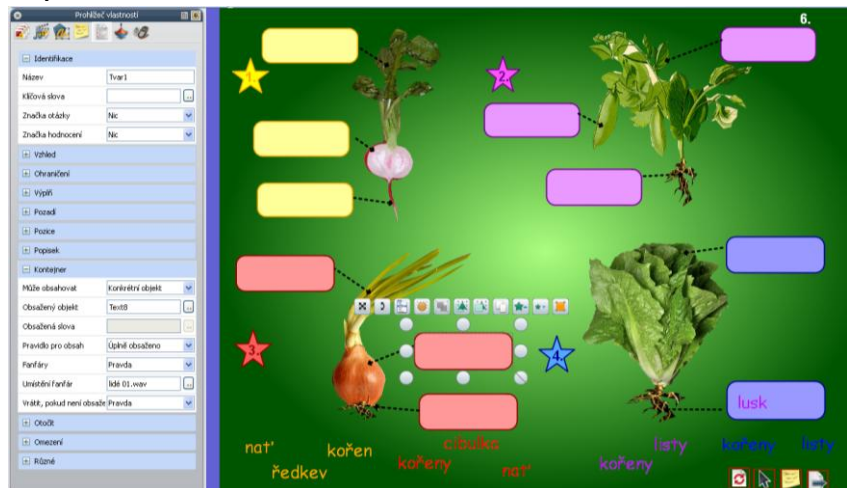 Prohlížeč vlastností
Identifikace
Název Tvar1
Klíčová slova
Značka otázky Nic
Značka hodnocení Nic
Vzhled
Ohraničení
Výplň
Pozadí
Pozice
Popisek
Kontejner
Může obsahovat Konkrétní objekt
Obsažený objekt Text8
Obsažená slova
Pravidlo pro obsah Úplně obsaženo
Fanfáry Pravda
Umístění fanfár lidé 01.wav
Vrátit, pokud není obsaže Pravda
Otočit
Omezení
Různé
6.
1.
2.
3.
4.
lusk
nať
kořen
cibulka
listy
kořeny
listy
ředkev
kořeny
nať
kořeny